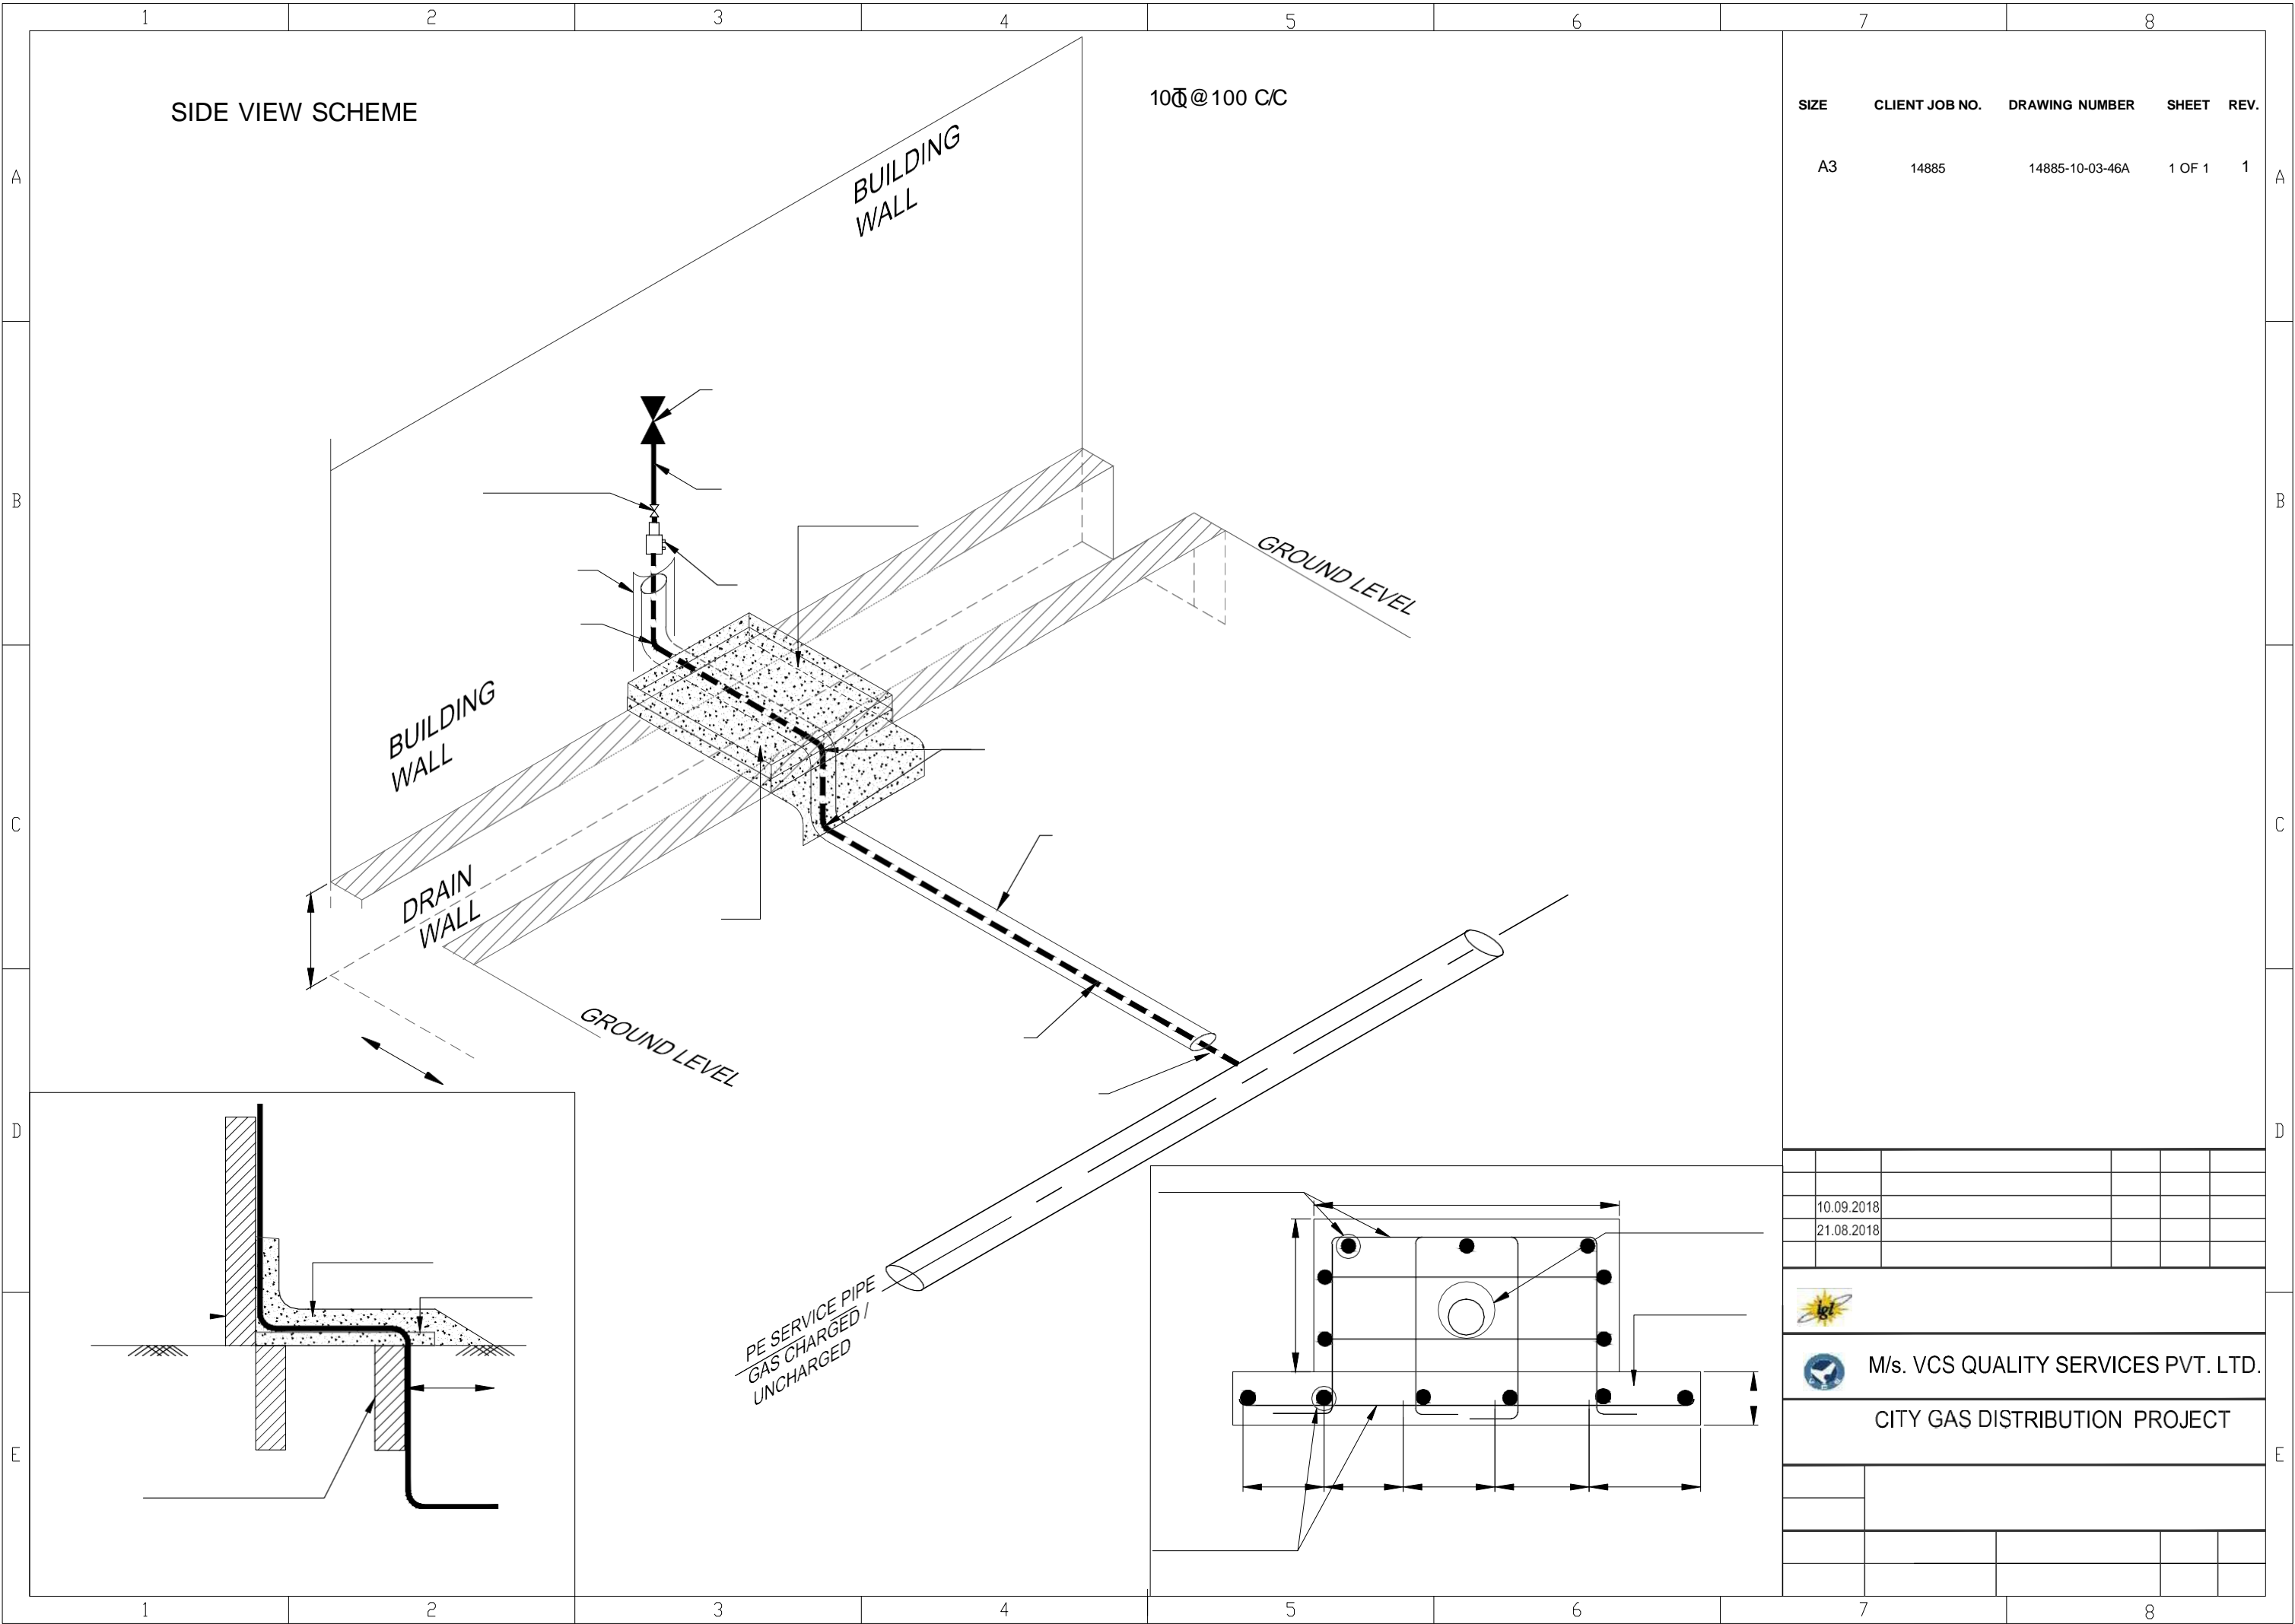 1 2 3 4 5 6 7 8
SIDE VIEW SCHEME
10Φ@100 C/C
SIZE CLIENT JOB NO. DRAWING NUMBER SHEET REV.
A3 14885 14885-10-03-46A 1 OF 1 1
A A
BUILDING
WALL
B B
GROUND LEVEL
BUILDING
WALL
C C
DRAIN
WALL
GROUND LEVEL
D D
10.09.2018
21.08.2018
igl
PE SERVICE PIPE
GAS CHARGED /
UNCHARGED
M/s. VCS QUALITY SERVICES PVT. LTD.
CITY GAS DISTRIBUTION PROJECT
E E
1 2 3 4 5 6 7 8